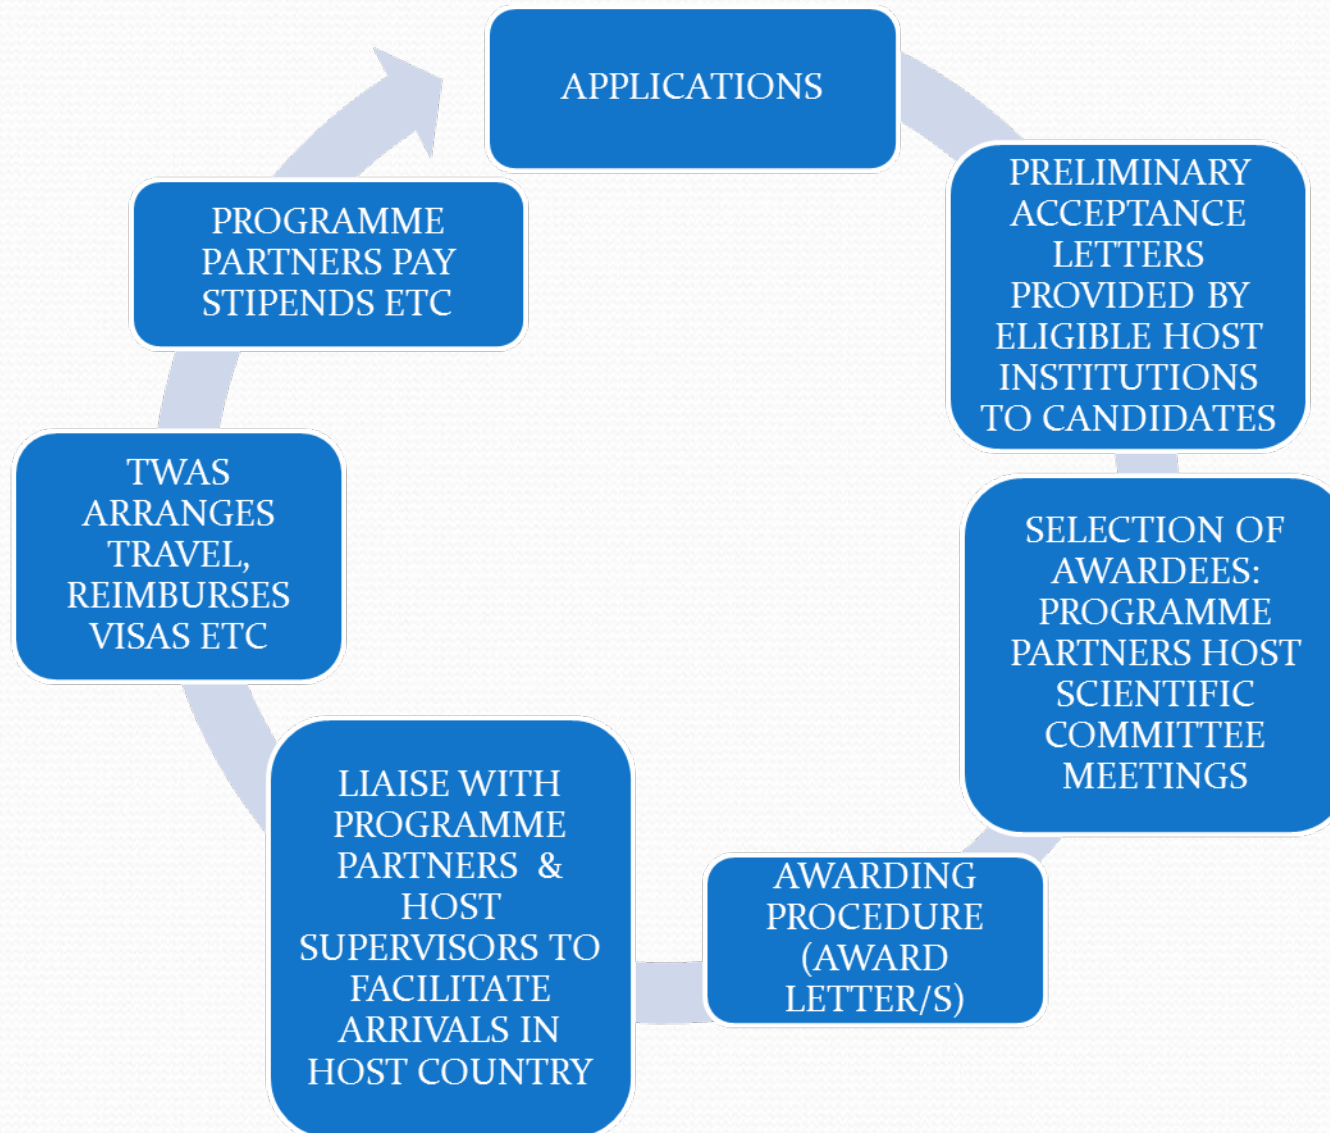 APPLICATIONS
PRELIMINARY
ACCEPTANCE
LETTERS
PROVIDED BY
ELIGIBLE HOST
INSTITUTIONS
TO CANDIDATES
SELECTION OF
AWARDEES:
PROGRAMME
PARTNERS HOST
SCIENTIFIC
COMMITTEE
MEETINGS
AWARDING
PROCEDURE
(AWARD
LETTER/S)
LIAISE WITH
PROGRAMME
PARTNERS &
HOST
SUPERVISORS TO
FACILITATE
ARRIVALS IN
HOST COUNTRY
TWAS
ARRANGES
TRAVEL,
REIMBURSES
VISAS ETC
PROGRAMME
PARTNERS PAY
STIPENDS ETC